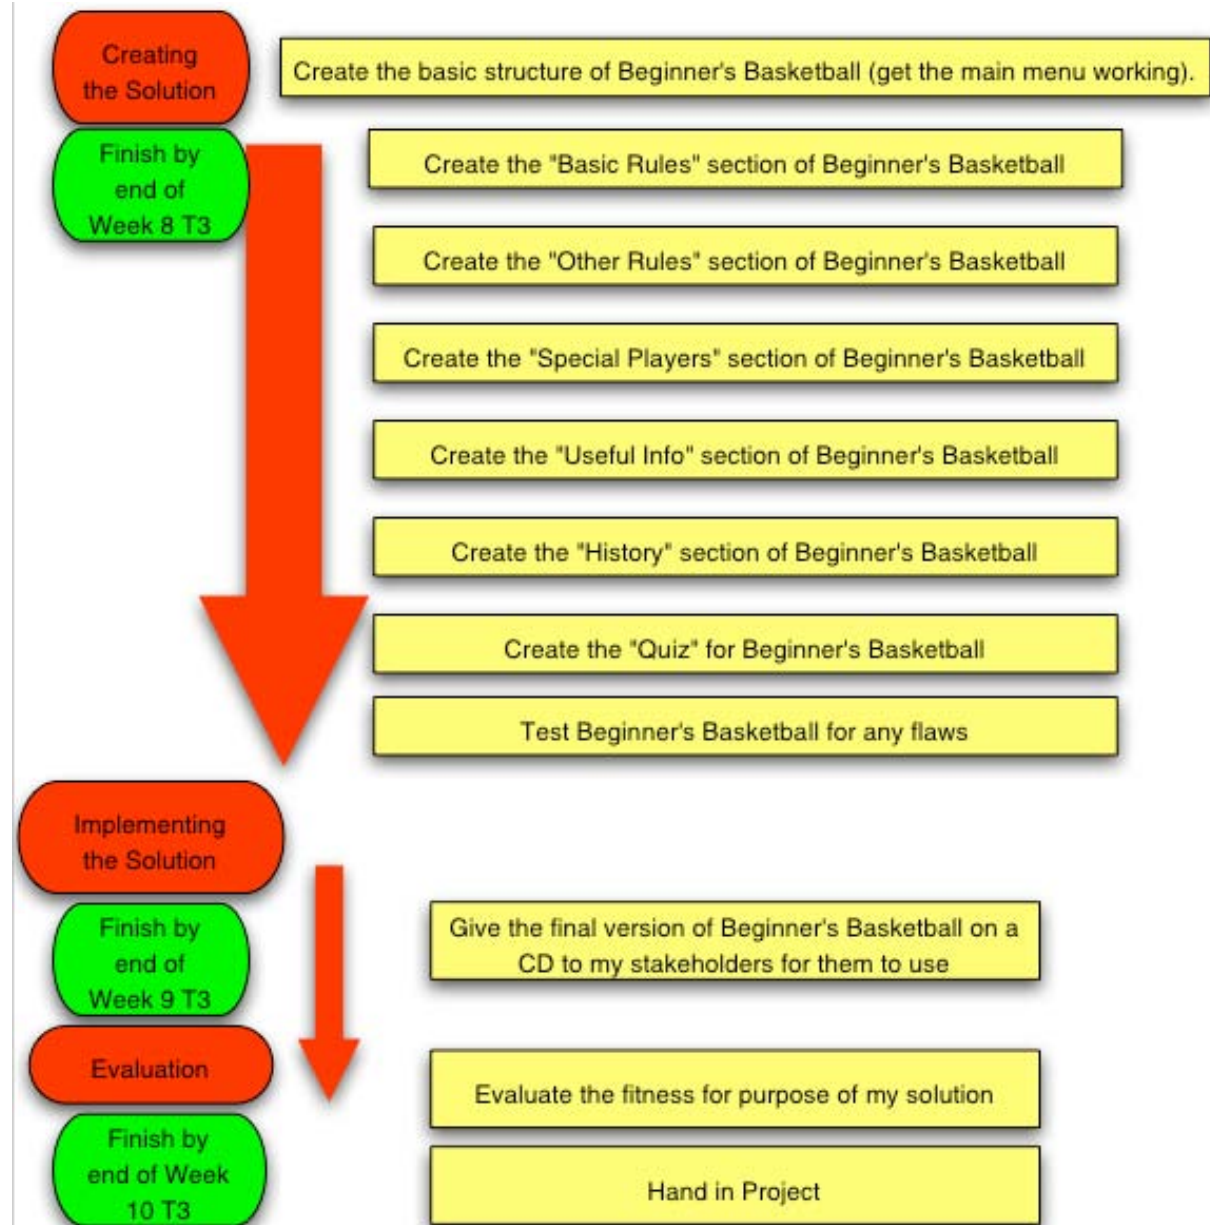 Creating
the Solution
Create the basic structure of Beginner's Basketball (get the main menu working).
Finish by
end of
Week 8 T3
Create the "Basic Rules" section of Beginner's Basketball
Create the "Other Rules" section of Beginner's Basketball
Create the "Special Players" section of Beginner's Basketball
Create the "Useful Info" section of Beginner's Basketball
Create the "History" section of Beginner's Basketball
Create the "Quiz" for Beginner's Basketball
Test Beginner's Basketball for any flaws
Implementing
the Solution
Finish by
end of
Week 9 T3
Give the final version of Beginner's Basketball on a
CD to my stakeholders for them to use
Evaluation
Evaluate the fitness for purpose of my solution
Finish by
end of Week
10 T3
Hand in Project